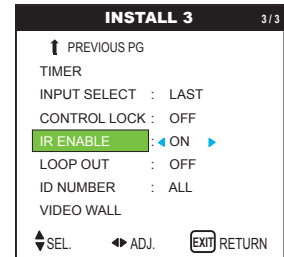 INSTALL 3 3/3
PREVIOUS PG
TIMER
INPUT SELECT : LAST
CONTROL LOCK : OFF
IR ENABLE : ON
LOOP OUT : OFF
ID NUMBER : ALL
VIDEO WALL
SEL. ADJ. EXIT RETURN